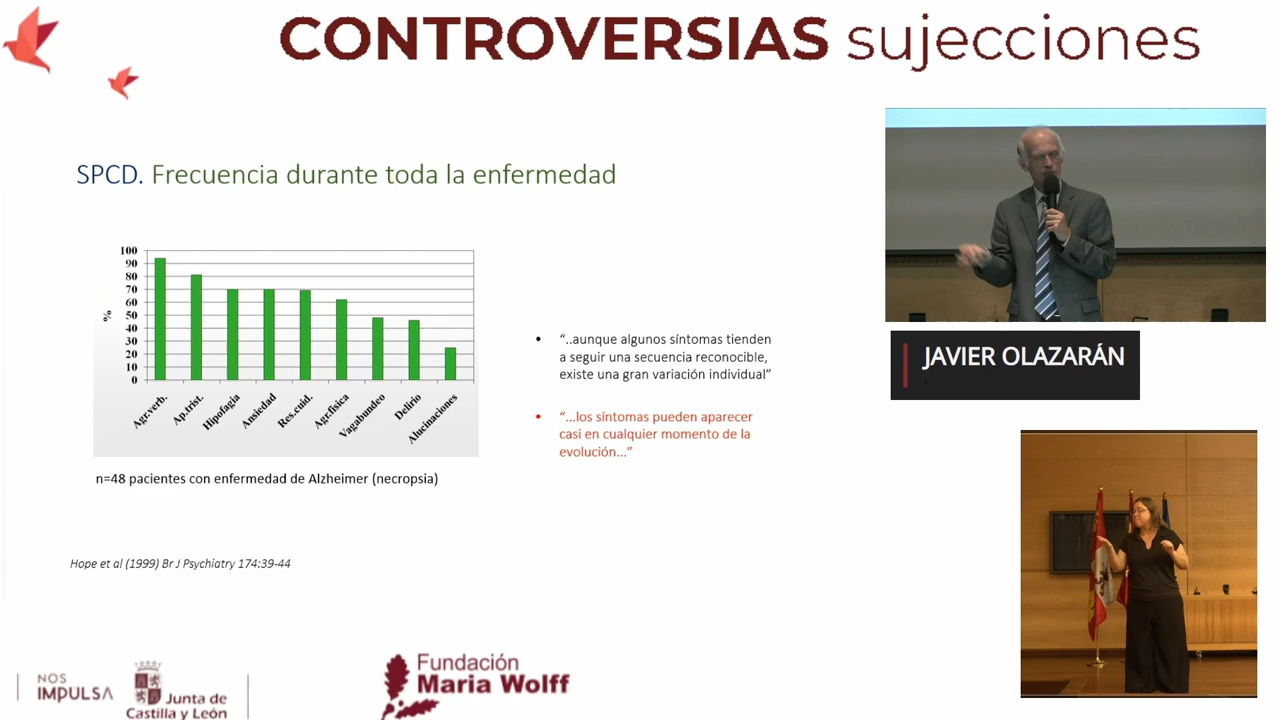 CONTROVERSIAS sujecciones
SPCD. Frecuencia durante toda la enfermedad
100
90
80
70
60
50
40
30
20
10
0
%
Agr.verb.
Ap.trist.
Hipofagia
Ansiedad
Res.cuid.
Agr.física
Vagabundeo
Delirio
Alucinaciones
n=48 pacientes con enfermedad de Alzheimer (necropsia)
• “..aunque algunos síntomas tienden
a seguir una secuencia reconocible,
existe una gran variación individual”
• “...los síntomas pueden aparecer
casi en cualquier momento de la
evolución...”
Hope et al (1999) Br J Psychiatry 174:39-44
JAVIER OLAZARÁN
NOS
IMPULSA
Junta de
Castilla y León
Fundación
Maria Wolff